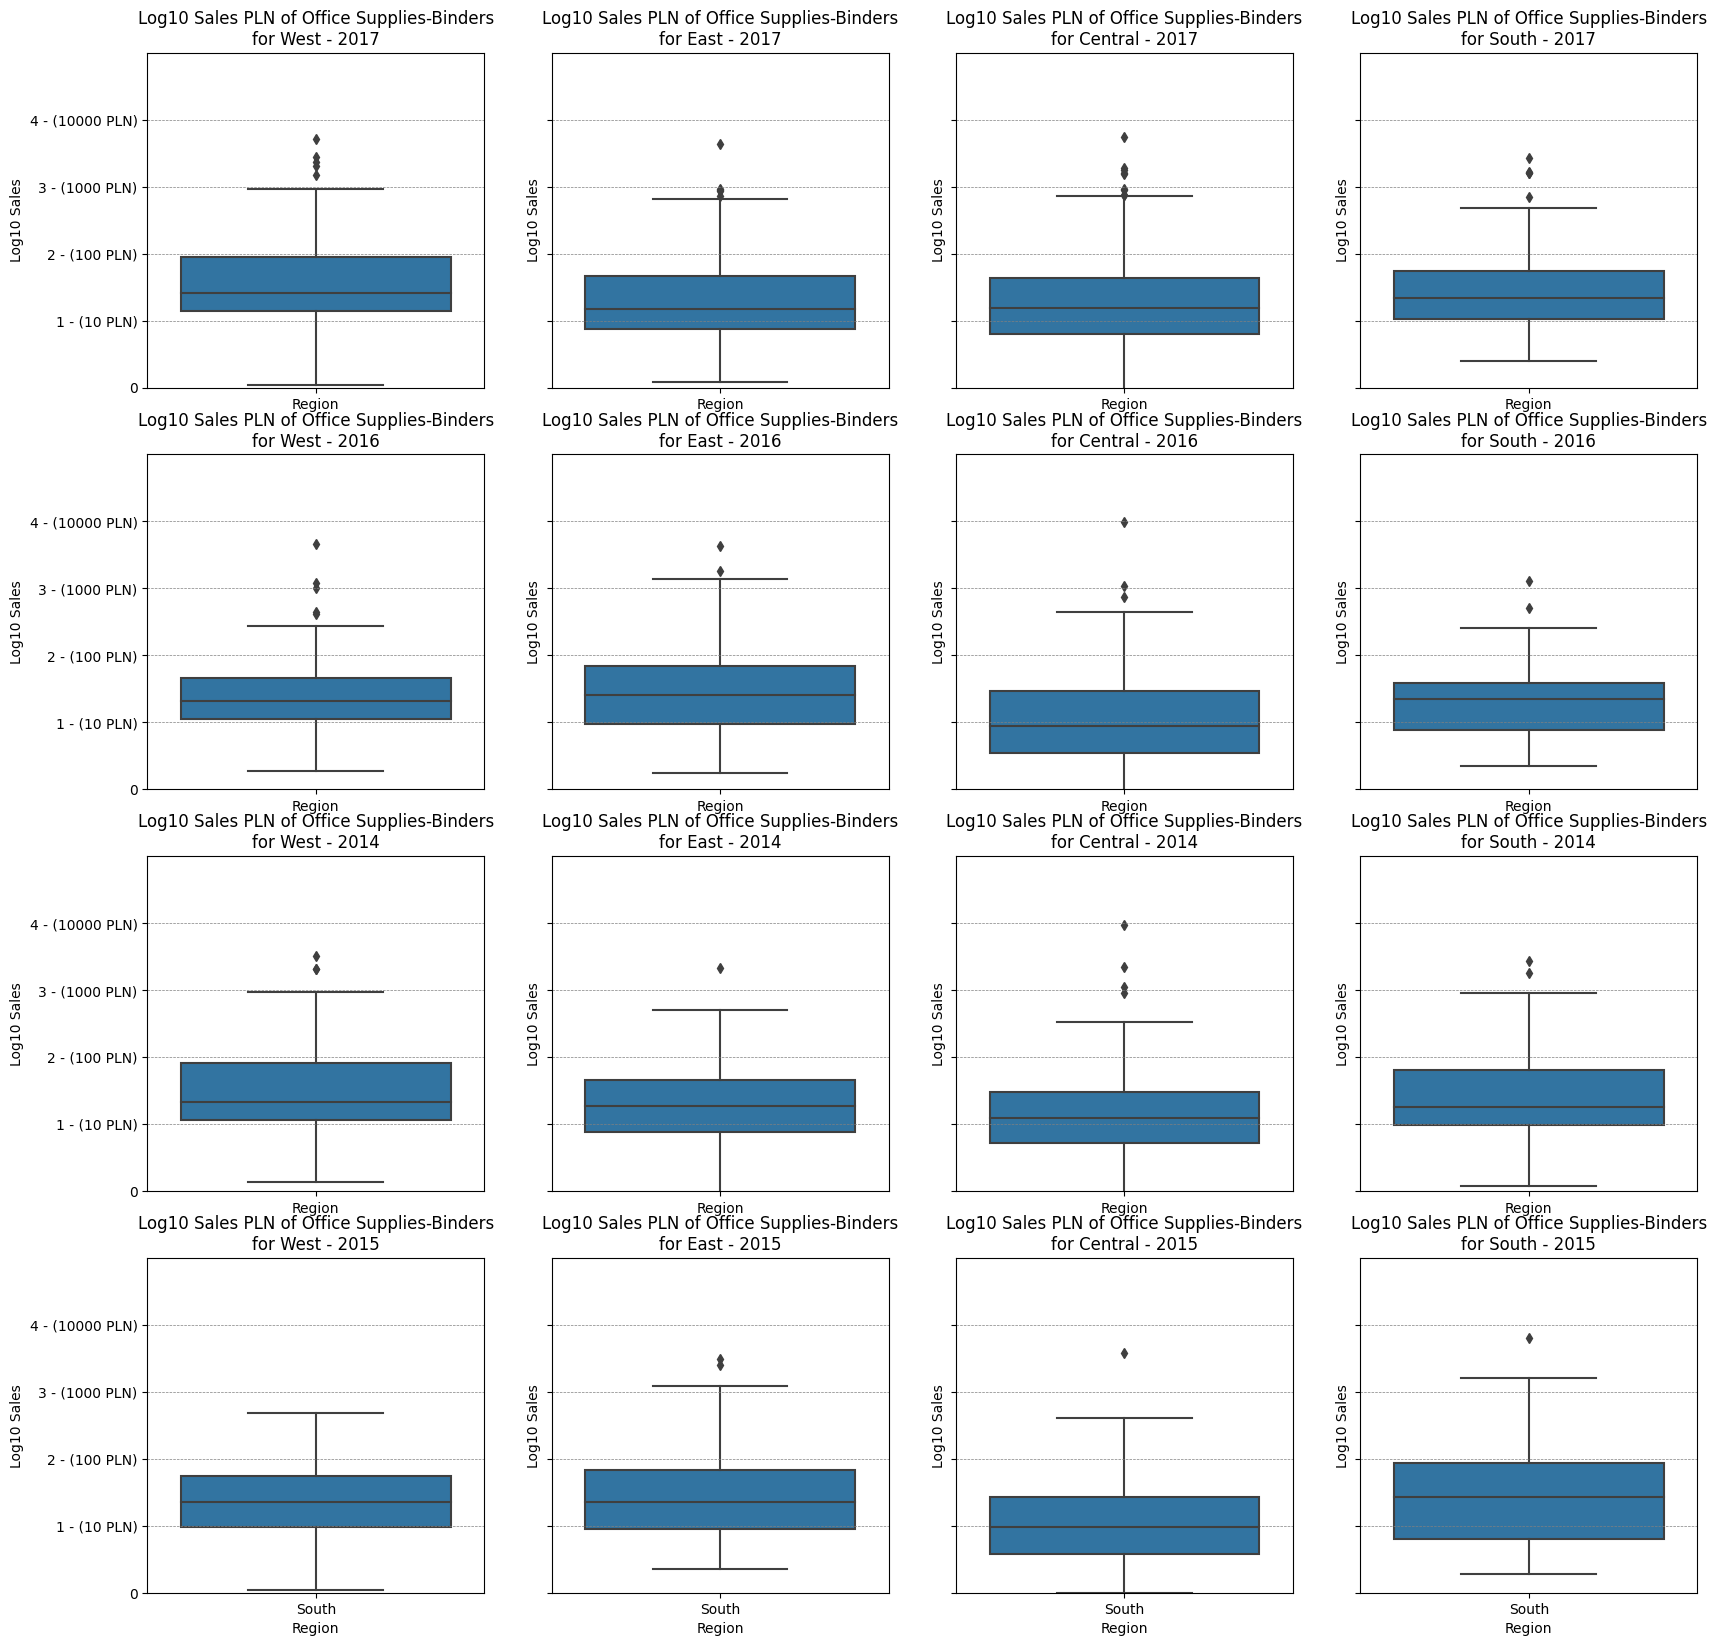 Log10 Sales PLN of Office Supplies-Binders
for West - 2017
Log10 Sales PLN of Office Supplies-Binders
for East - 2017
Log10 Sales PLN of Office Supplies-Binders
for Central - 2017
Log10 Sales PLN of Office Supplies-Binders
for South - 2017
4 - (10000 PLN)
3 - (1000 PLN)
2 - (100 PLN)
1 - (10 PLN)
0
Log10 Sales
Log10 Sales
Log10 Sales
Log10 Sales
Region
Region
Region
Region
Log10 Sales PLN of Office Supplies-Binders
for West - 2016
Log10 Sales PLN of Office Supplies-Binders
for East - 2016
Log10 Sales PLN of Office Supplies-Binders
for Central - 2016
Log10 Sales PLN of Office Supplies-Binders
for South - 2016
4 - (10000 PLN)
3 - (1000 PLN)
2 - (100 PLN)
1 - (10 PLN)
0
Log10 Sales
Log10 Sales
Log10 Sales
Log10 Sales
Region
Region
Region
Region
Log10 Sales PLN of Office Supplies-Binders
for West - 2014
Log10 Sales PLN of Office Supplies-Binders
for East - 2014
Log10 Sales PLN of Office Supplies-Binders
for Central - 2014
Log10 Sales PLN of Office Supplies-Binders
for South - 2014
4 - (10000 PLN)
3 - (1000 PLN)
2 - (100 PLN)
1 - (10 PLN)
0
Log10 Sales
Log10 Sales
Log10 Sales
Log10 Sales
Region
Region
Region
Region
Log10 Sales PLN of Office Supplies-Binders
for West - 2015
Log10 Sales PLN of Office Supplies-Binders
for East - 2015
Log10 Sales PLN of Office Supplies-Binders
for Central - 2015
Log10 Sales PLN of Office Supplies-Binders
for South - 2015
4 - (10000 PLN)
3 - (1000 PLN)
2 - (100 PLN)
1 - (10 PLN)
0
Log10 Sales
Log10 Sales
Log10 Sales
Log10 Sales
South
South
South
South
Region
Region
Region
Region